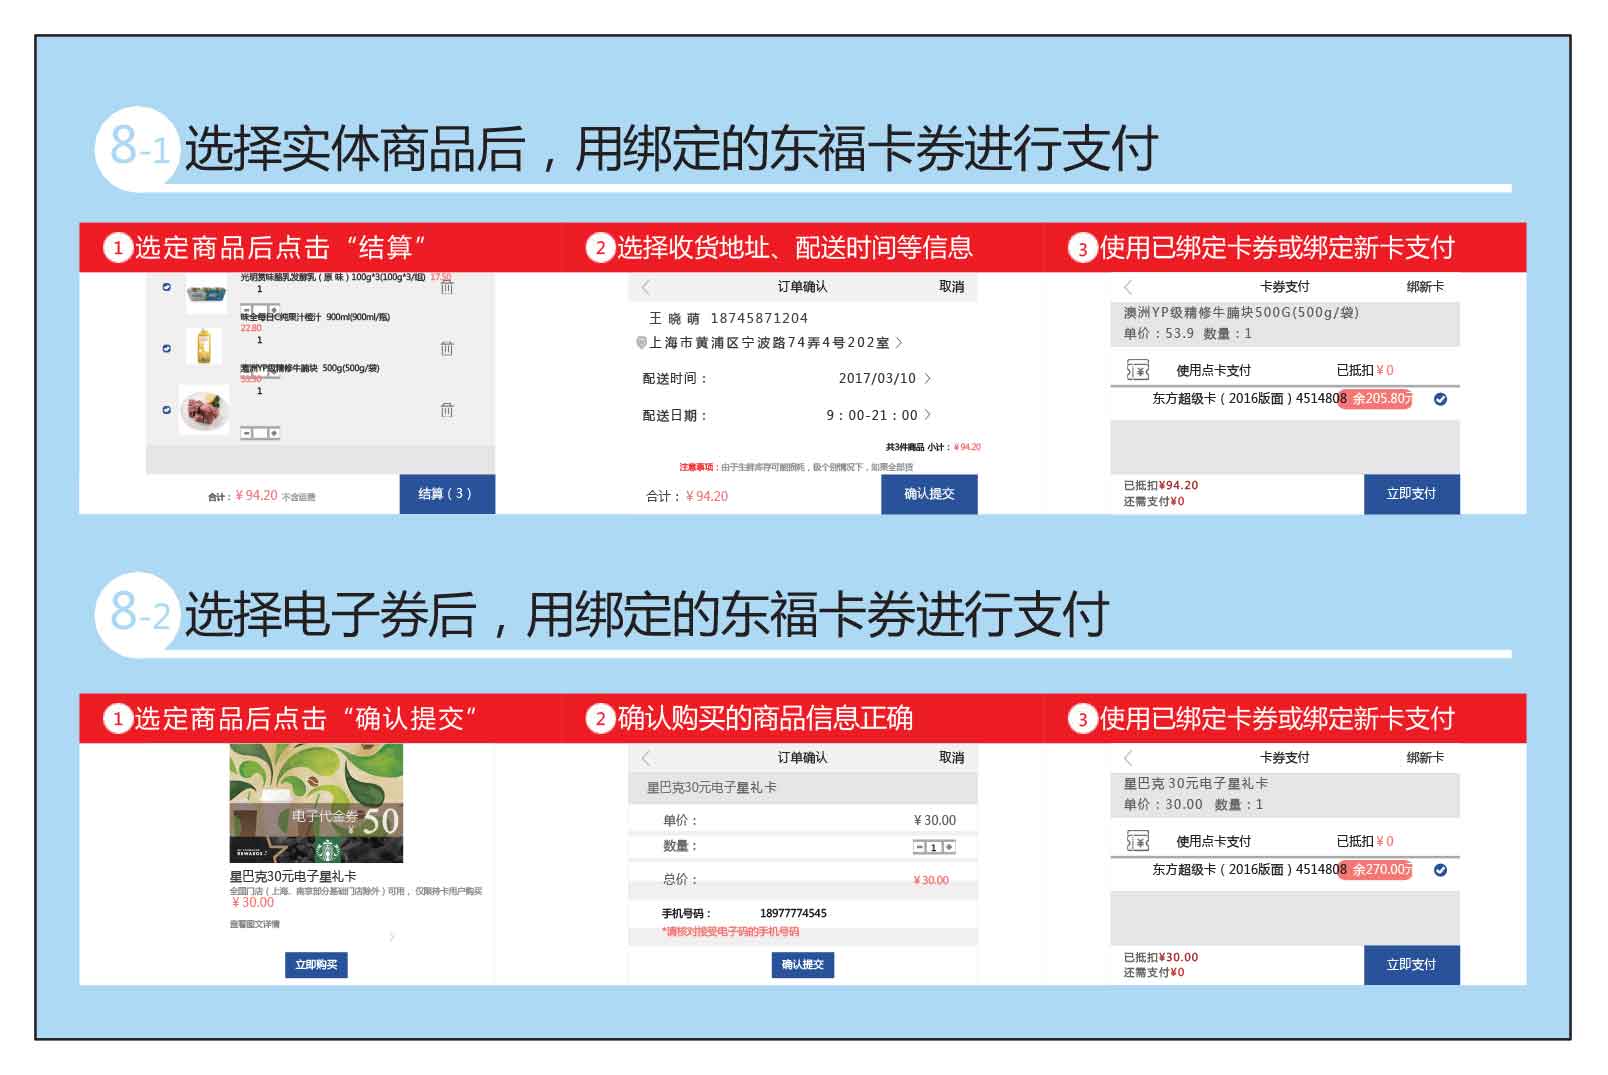 8-1 选择实体商品后，用绑定的东福卡券进行支付
1 选定商品后点击“结算”
光明赏味酪乳发酵乳（原味）100g*3(100g*3/组) 17.50
1
味全每日C纯果汁橙汁 900ml(900ml/瓶)
22.80
1
澳洲YP级精修牛腩块 500g(500g/袋)
53.90
1
合计：￥94.20 不含运费
结算（3）
2 选择收货地址、配送时间等信息
订单确认 取消
王晓萌 18745871204
上海市黄浦区宁波路74弄4号202室
配送时间： 2017/03/10
配送日期： 9：00-21：00
共3件商品 小计：￥94.20
注意事项：由于生鲜库存可能损耗，极个别情况下，如果全部货
合计：￥94.20
确认提交
3 使用已绑定卡券或绑定新卡支付
卡券支付 绑新卡
澳洲YP级精修牛腩块500G(500g/袋)
单价：53.9 数量：1
使用点卡支付 已抵扣￥0
东方超级卡（2016版面）4514808 余205.80元
已抵扣¥94.20
还需支付¥0
立即支付
8-2 选择电子券后，用绑定的东福卡券进行支付
1 选定商品后点击“确认提交”
电子代金券
￥50
REWARDS
星巴克30元电子星礼卡
全国门店（上海、南京部分基础门店除外）可用，仅限持卡用户购买
￥30.00
查看图文详情
立即购买
2 确认购买的商品信息正确
订单确认 取消
星巴克30元电子星礼卡
单价： ￥30.00
数量： 1
总价： ￥30.00
手机号码： 18977774545
*请核对接受电子码的手机号码
确认提交
3 使用已绑定卡券或绑定新卡支付
卡券支付 绑新卡
星巴克 30元电子星礼卡
单价：30.00 数量：1
使用点卡支付 已抵扣￥0
东方超级卡（2016版面）4514808 余270.00元
已抵扣¥30.00
还需支付¥0
立即支付